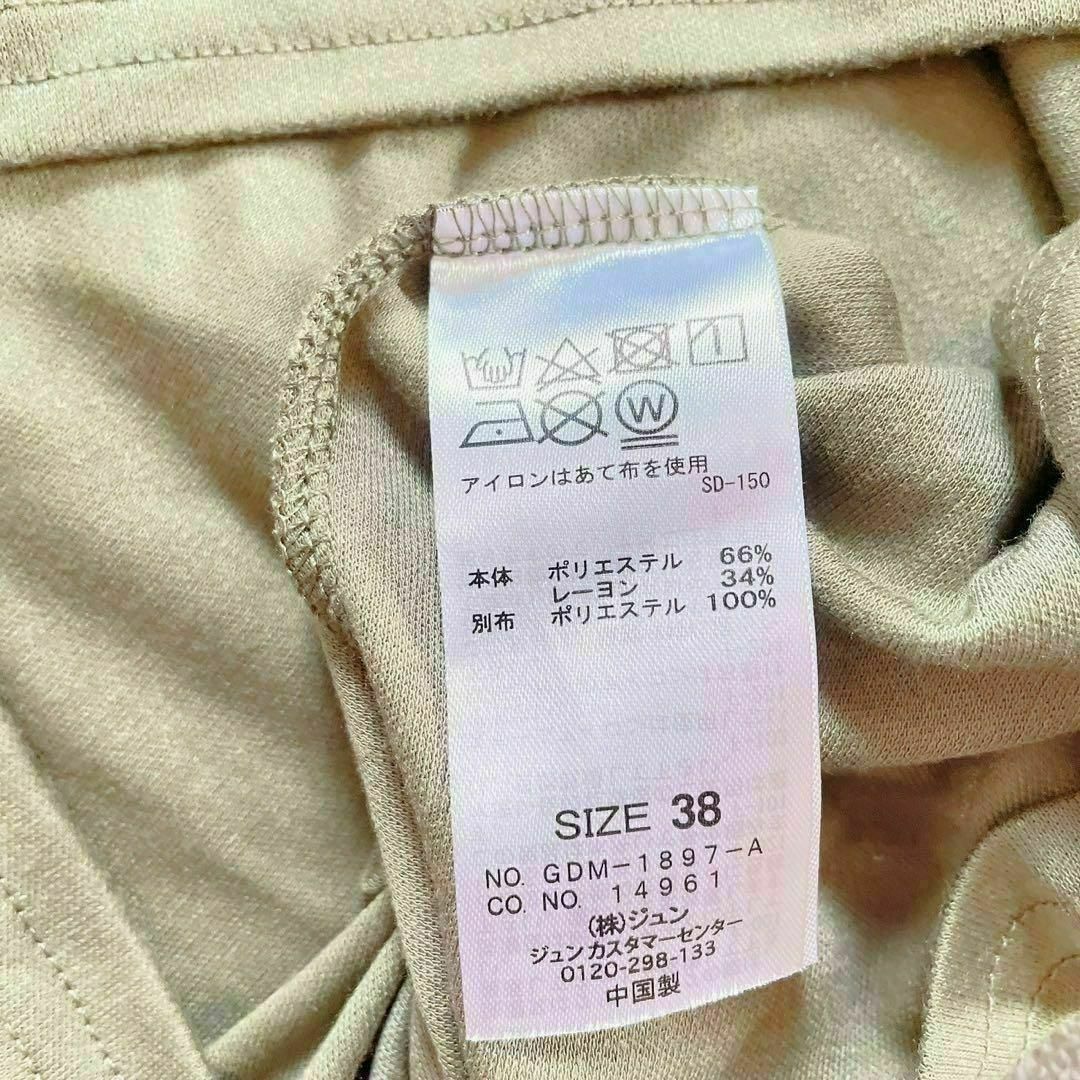 W
アイロンはあて布を使用
SD-150
本体 ポリエステル 66%
レーヨン 34%
別布 ポリエステル 100%
SIZE 38
NO. GDM-1897-A
CO. NO. 14961
(株)ジュン
ジュンカスタマーセンター
0120-298-133
中国製